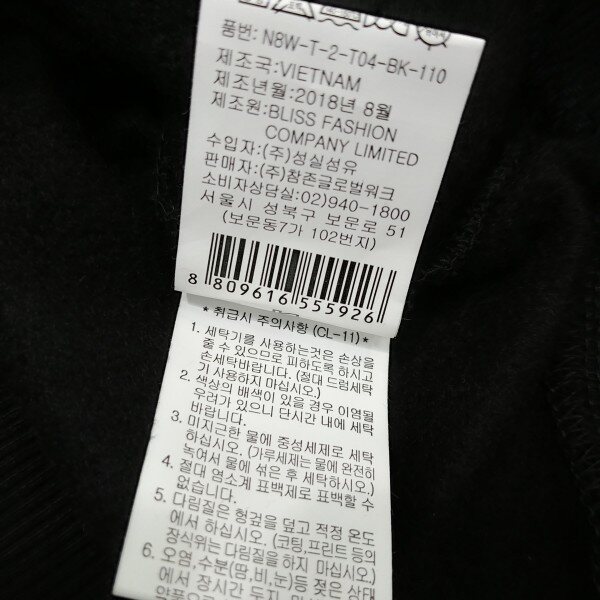 품번: N8W-T-2-T04-BK-110
제조국:VIETNAM
제조년월:2018년 8월
제조원:BLISS FASHION
COMPANY LIMITED
수입자:(주)성실섬유
판매자:(주)참존글로벌워크
소비자상담실:02)940-1800
서울시 성북구 보문로 51
(보문동7가 102번지)
8 809616 555926
* 취급시 주의사항 (CL-11) *
1. 세탁기를 사용하는것은 손상을
줄 수 있으므로 피하도록 하시고
손세탁바랍니다. (절대 드럼세탁
기 사용하지 마십시오.)
2. 색상의 배색이 있을 경우 이염될
우려가 있으니 단시간 내에 세탁
바랍니다.
3. 미지근한 물에 중성세제로 세탁
하십시오. (가루세제는 물에 완전히
녹여서 물에 섞은 후 세탁하시오.)
4. 절대 염소계 표백제로 표백할 수
없습니다.
5. 다림질은 헝겊을 덮고 적정 온도
에서 하십시오. (코팅,프린트 등의
장식위는 다림질을 하지 마십시오.)
6. 오염,수분(땀,비,눈)등 젖은 상태
에서 장시간 두지